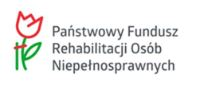 Państwowy Fundusz
Rehabilitacji Osób
Niepełnosprawnych